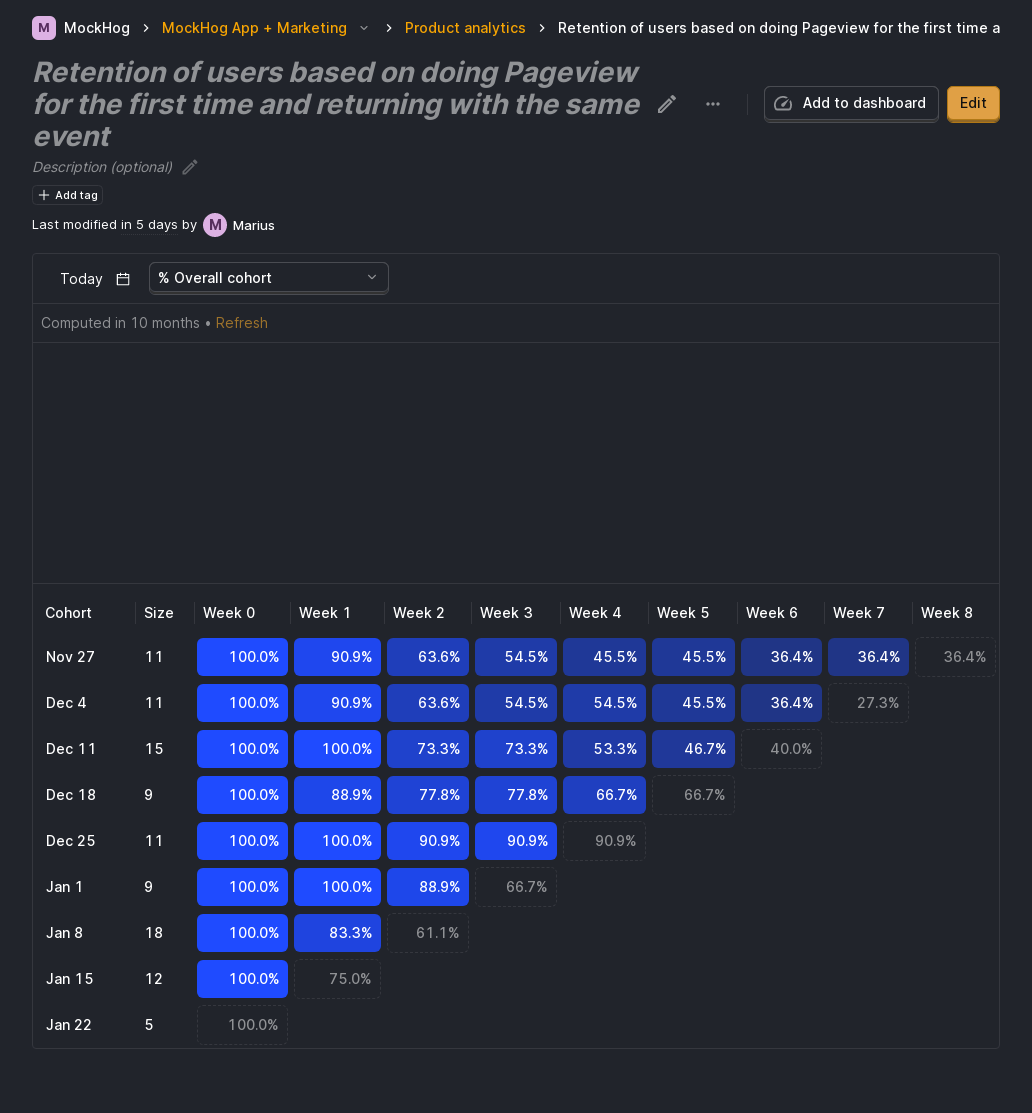 M MockHog MockHog App + Marketing Product analytics Retention of users based on doing Pageview for the first time a
Retention of users based on doing Pageview
for the first time and returning with the same
event
Add to dashboard Edit
Description (optional)
Add tag
Last modified in 5 days by M Marius
Today % Overall cohort
Computed in 10 months • Refresh
Cohort Size Week 0 Week 1 Week 2 Week 3 Week 4 Week 5 Week 6 Week 7 Week 8
Nov 27 11 100.0% 90.9% 63.6% 54.5% 45.5% 45.5% 36.4% 36.4% 36.4%
Dec 4 11 100.0% 90.9% 63.6% 54.5% 54.5% 45.5% 36.4% 27.3%
Dec 11 15 100.0% 100.0% 73.3% 73.3% 53.3% 46.7% 40.0%
Dec 18 9 100.0% 88.9% 77.8% 77.8% 66.7% 66.7%
Dec 25 11 100.0% 100.0% 90.9% 90.9% 90.9%
Jan 1 9 100.0% 100.0% 88.9% 66.7%
Jan 8 18 100.0% 83.3% 61.1%
Jan 15 12 100.0% 75.0%
Jan 22 5 100.0%